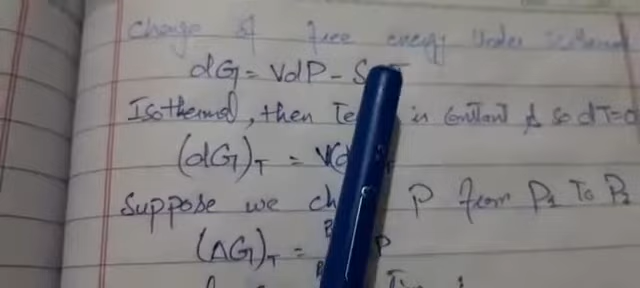 Change of free energy Under
dG = VdP - S
Isothermal, then Te is constant & so dT=0
(dG)T = V(d
Suppose we ch P from P1 To P2
(ΔG)T = P